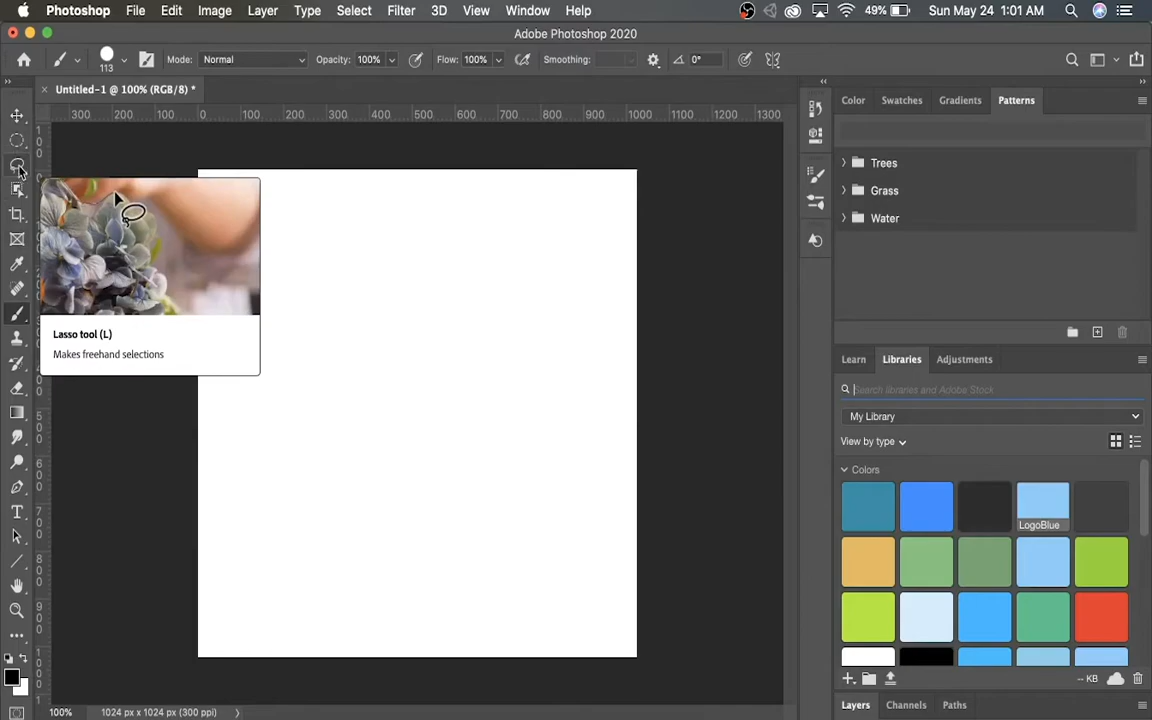 Photoshop File Edit Image Layer Type Select Filter 3D View Window Help 49% Sun May 24 1:01 AM
Adobe Photoshop 2020
113 Mode: Normal Opacity: 100% Flow: 100% Smoothing: 0°
Untitled-1 @ 100% (RGB/8) *
Color Swatches Gradients Patterns
300 200 100 0 100 200 300 400 500 600 700 800 900 1000 1100 1200 1300
Trees
Grass
Water
Lasso tool (L)
Makes freehand selections
Learn Libraries Adjustments
Search libraries and Adobe Stock
My Library
View by type
Colors
LogoBlue
T
-- KB
Layers Channels Paths
100% 1024 px x 1024 px (300 ppi)